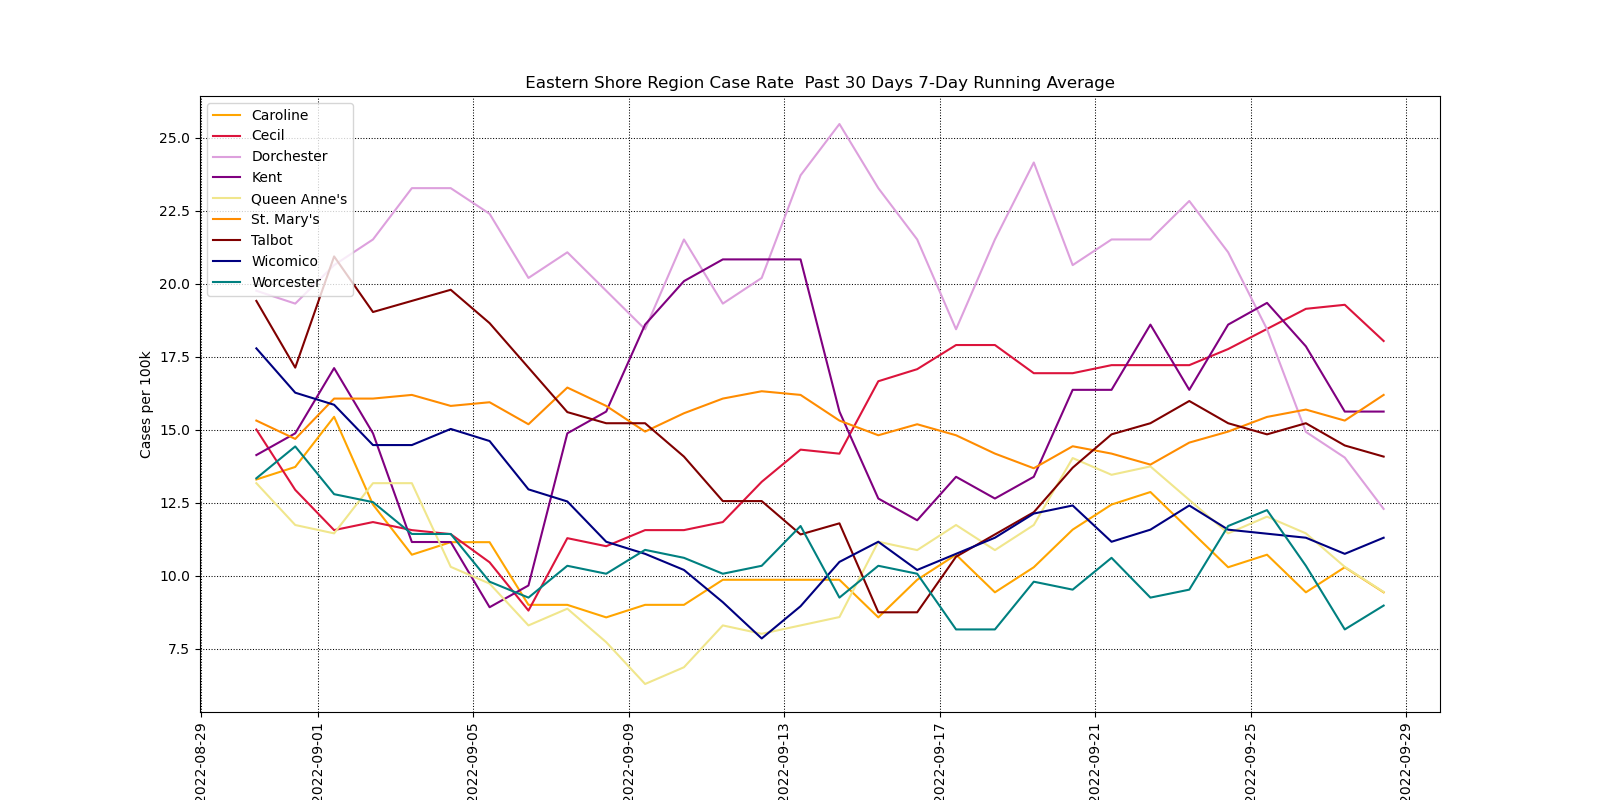 Eastern Shore Region Case Rate  Past 30 Days 7-Day Running Average
Caroline
Cecil
Dorchester
Kent
Queen Anne's
St. Mary's
Talbot
Wicomico
Worcester
Cases per 100k
25.0
22.5
20.0
17.5
15.0
12.5
10.0
7.5
2022-08-29
2022-09-01
2022-09-05
2022-09-09
2022-09-13
2022-09-17
2022-09-21
2022-09-25
2022-09-29